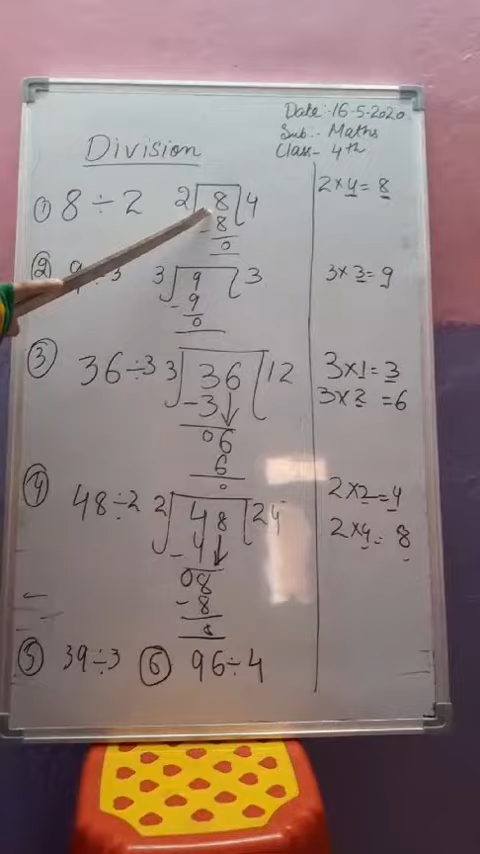 Date:-16-5-2020
Sub:- Maths
Class- 4th
Division
① 8 ÷ 2 2 8 4 2 x 4 = 8
- 8
0
② 9 ÷ 3 3 9 3 3 x 3 = 9
- 9
0
③ 36 ÷ 3 3 36 12 3 x 1 = 3
- 3 3 x 2 = 6
06
6
0
④ 48 ÷ 2 2 48 24 2 x 2 = 4
- 4 2 x 4 = 8
08
- 8
0
⑤ 39 ÷ 3 ⑥ 96 ÷ 4